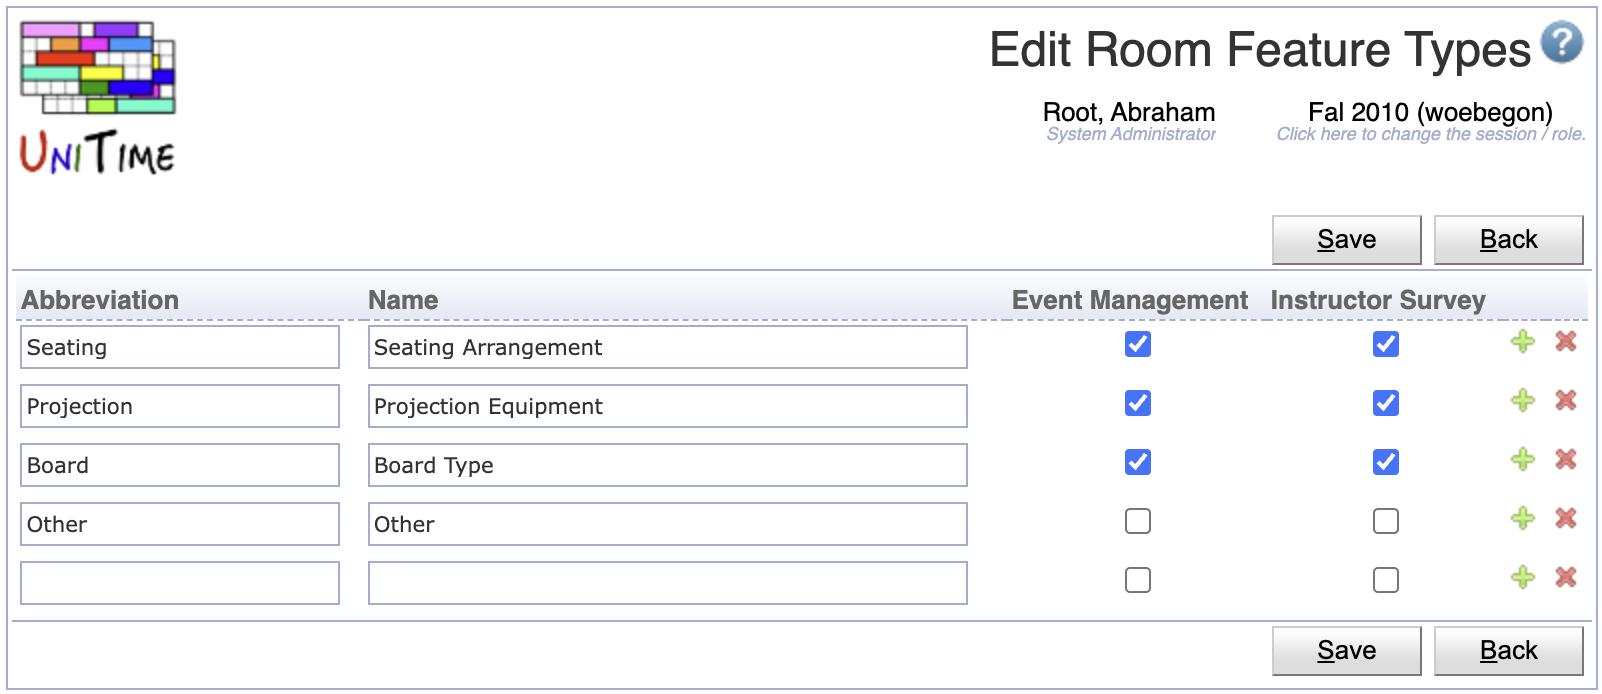 Edit Room Feature Types ?
UNITIME
Root, Abraham
System Administrator
Fal 2010 (woebegon)
Click here to change the session / role.
Save Back
Abbreviation Name Event Management Instructor Survey
Seating Seating Arrangement
Projection Projection Equipment
Board Board Type
Other Other
Save Back